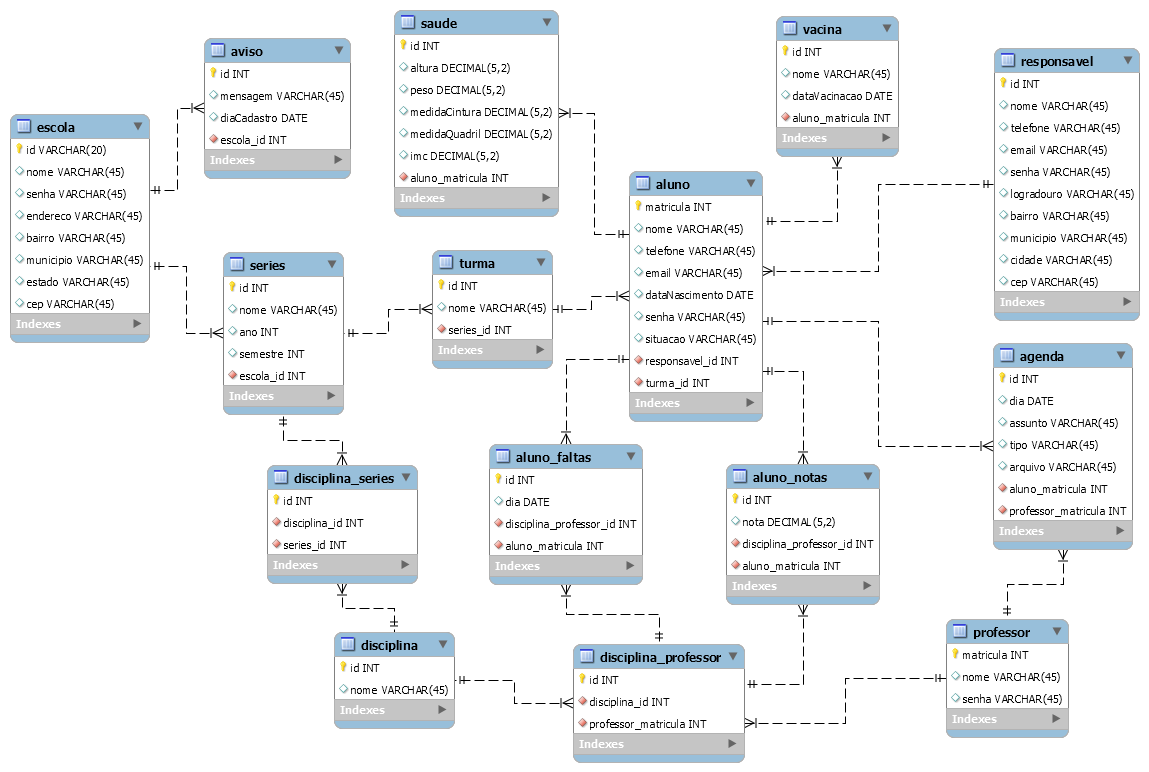 escola
id VARCHAR(20)
nome VARCHAR(45)
senha VARCHAR(45)
endereco VARCHAR(45)
bairro VARCHAR(45)
municipio VARCHAR(45)
estado VARCHAR(45)
cep VARCHAR(45)
Indexes
aviso
id INT
mensagem VARCHAR(45)
diaCadastro DATE
escola_id INT
Indexes
saude
id INT
altura DECIMAL(5,2)
peso DECIMAL(5,2)
medidaCintura DECIMAL(5,2)
medidaQuadril DECIMAL(5,2)
imc DECIMAL(5,2)
aluno_matricula INT
Indexes
vacina
id INT
nome VARCHAR(45)
dataVacinacao DATE
aluno_matricula INT
Indexes
responsavel
id INT
nome VARCHAR(45)
telefone VARCHAR(45)
email VARCHAR(45)
senha VARCHAR(45)
logradouro VARCHAR(45)
bairro VARCHAR(45)
municipio VARCHAR(45)
cidade VARCHAR(45)
cep VARCHAR(45)
Indexes
series
id INT
nome VARCHAR(45)
ano INT
semestre INT
escola_id INT
Indexes
turma
id INT
nome VARCHAR(45)
series_id INT
Indexes
aluno
matricula INT
nome VARCHAR(45)
telefone VARCHAR(45)
email VARCHAR(45)
dataNascimento DATE
senha VARCHAR(45)
situacao VARCHAR(45)
responsavel_id INT
turma_id INT
Indexes
agenda
id INT
dia DATE
assunto VARCHAR(45)
tipo VARCHAR(45)
arquivo VARCHAR(45)
aluno_matricula INT
professor_matricula INT
Indexes
disciplina_series
id INT
disciplina_id INT
series_id INT
Indexes
aluno_faltas
id INT
dia DATE
disciplina_professor_id INT
aluno_matricula INT
Indexes
aluno_notas
id INT
nota DECIMAL(5,2)
disciplina_professor_id INT
aluno_matricula INT
Indexes
disciplina
id INT
nome VARCHAR(45)
Indexes
disciplina_professor
id INT
disciplina_id INT
professor_matricula INT
Indexes
professor
matricula INT
nome VARCHAR(45)
senha VARCHAR(45)
Indexes